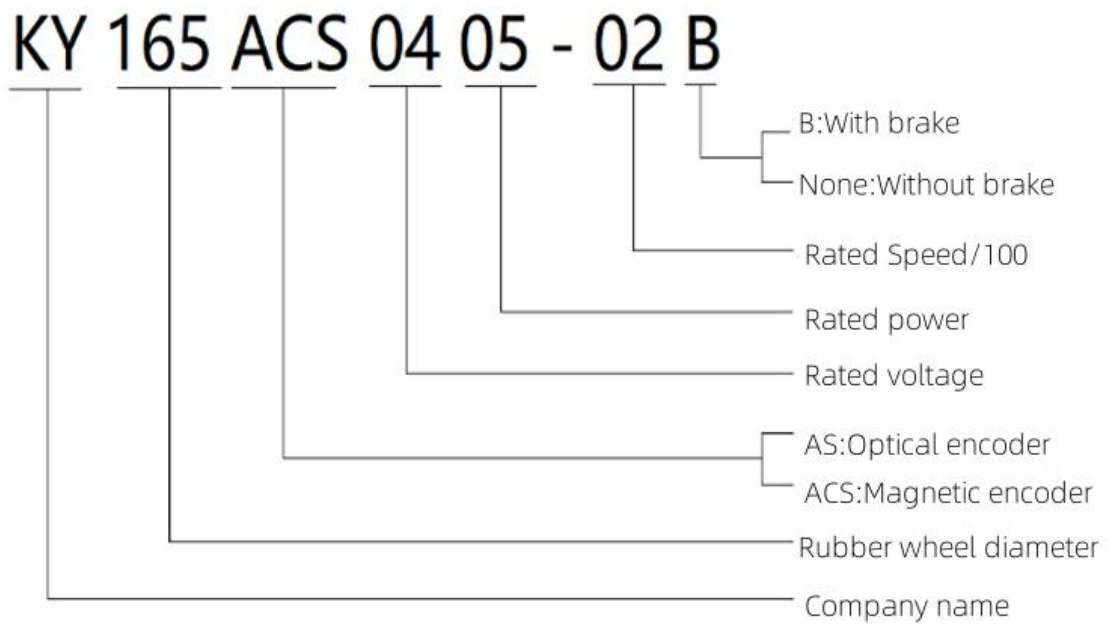 KY 165 ACS 04 05 - 02 B
B:With brake
None:Without brake
Rated Speed/100
Rated power
Rated voltage
AS:Optical encoder
ACS:Magnetic encoder
Rubber wheel diameter
Company name